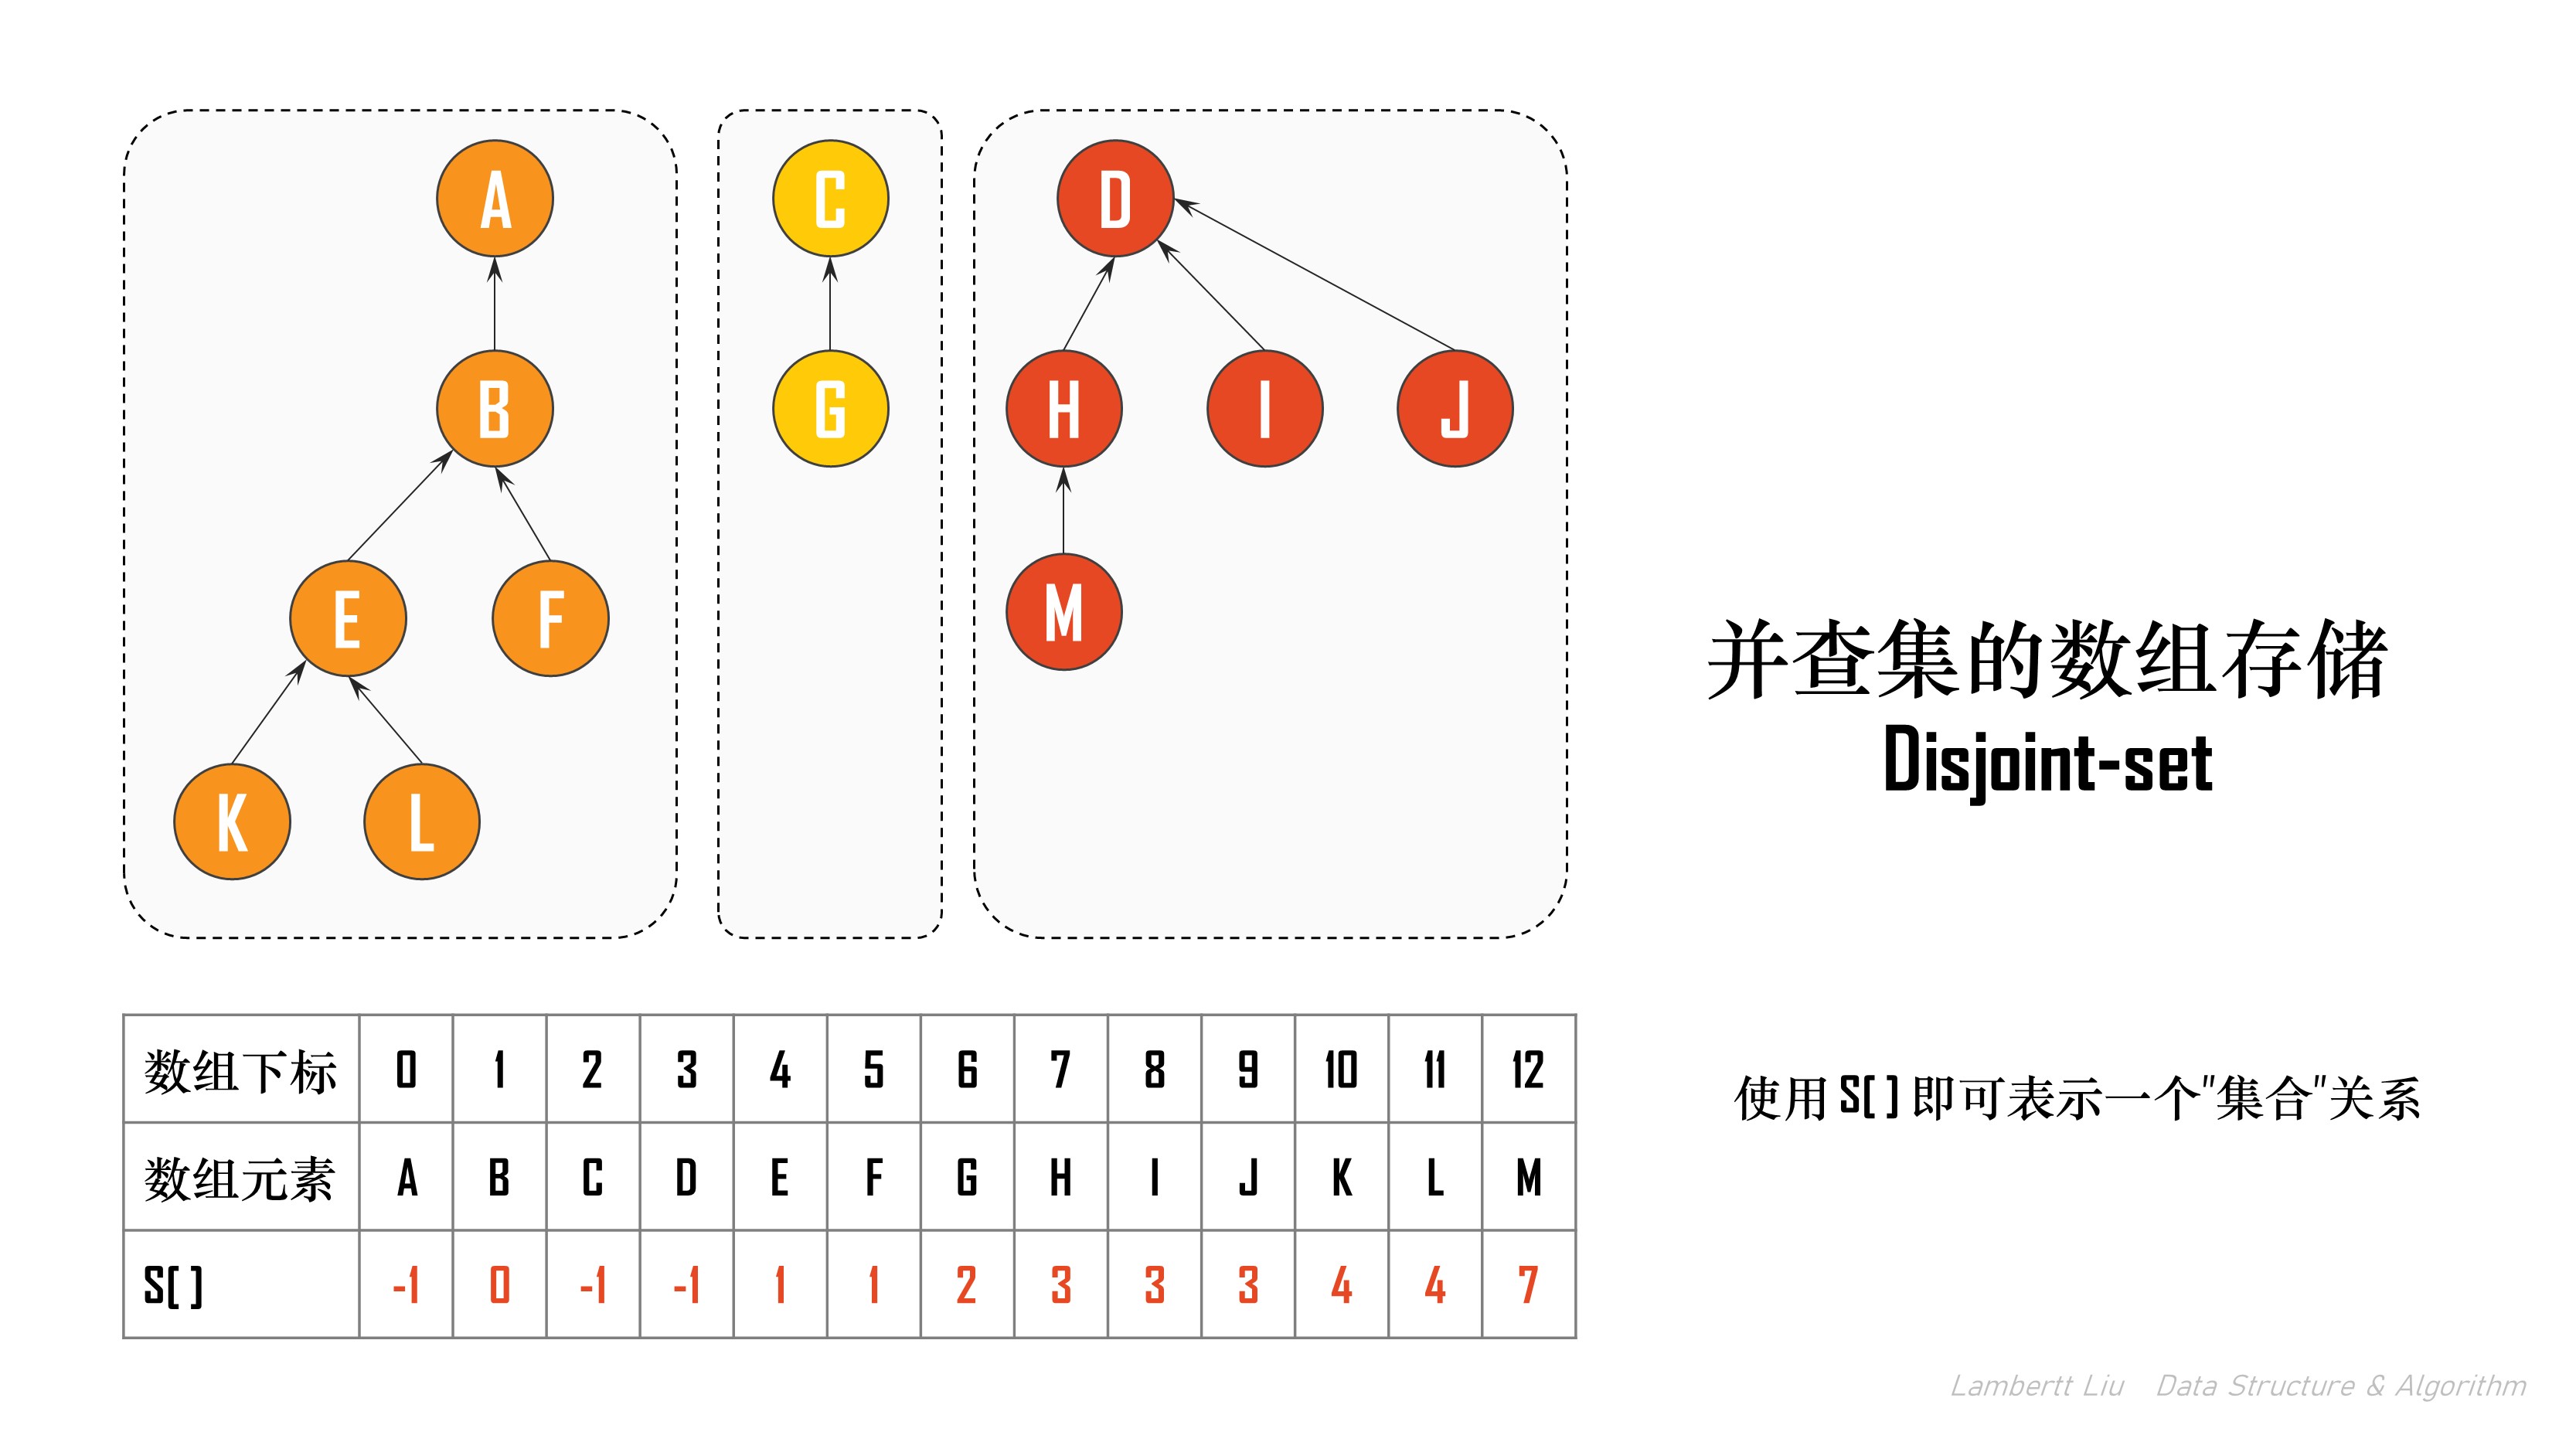 A
C
D
B
G
H
I
J
E
F
M
K
L
并查集的数组存储
Disjoint-set
数组下标 0 1 2 3 4 5 6 7 8 9 10 11 12
数组元素 A B C D E F G H I J K L M
S[ ] -1 0 -1 -1 1 1 2 3 3 3 4 4 7
使用 S[ ] 即可表示一个"集合"关系
Lambertt Liu Data Structure & Algorithm